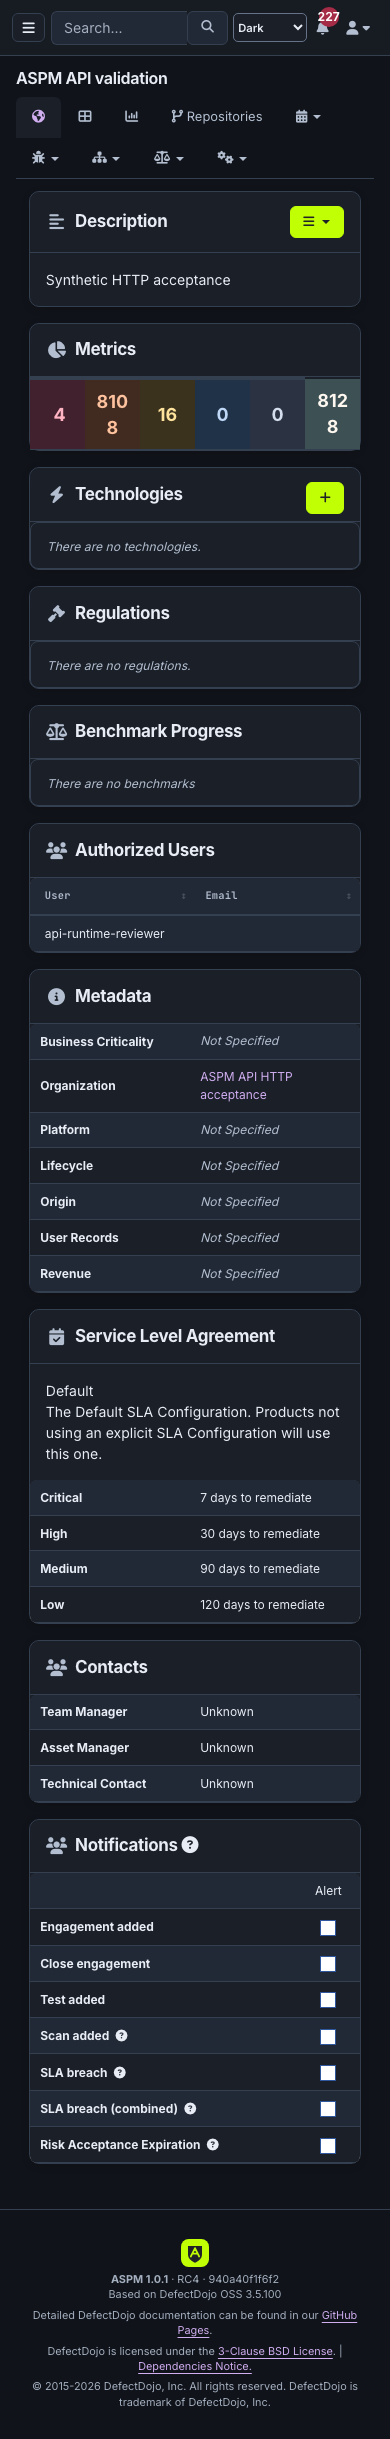 Search...
Dark
227
ASPM API validation
Repositories
Description
Synthetic HTTP acceptance
Metrics
4
810
8
16
0
0
812
8
Technologies
There are no technologies.
Regulations
There are no regulations.
Benchmark Progress
There are no benchmarks
Authorized Users
User Email
api-runtime-reviewer
Metadata
Business Criticality Not Specified
Organization ASPM API HTTP
acceptance
Platform Not Specified
Lifecycle Not Specified
Origin Not Specified
User Records Not Specified
Revenue Not Specified
Service Level Agreement
Default
The Default SLA Configuration. Products not
using an explicit SLA Configuration will use
this one.
Critical 7 days to remediate
High 30 days to remediate
Medium 90 days to remediate
Low 120 days to remediate
Contacts
Team Manager Unknown
Asset Manager Unknown
Technical Contact Unknown
Notifications
Alert
Engagement added
Close engagement
Test added
Scan added
SLA breach
SLA breach (combined)
Risk Acceptance Expiration
ASPM 1.0.1 · RC4 · 940a40f1f6f2
Based on DefectDojo OSS 3.5.100
Detailed DefectDojo documentation can be found in our GitHub
Pages.
DefectDojo is licensed under the 3-Clause BSD License. |
Dependencies Notice.
© 2015-2026 DefectDojo, Inc. All rights reserved. DefectDojo is
trademark of DefectDojo, Inc.